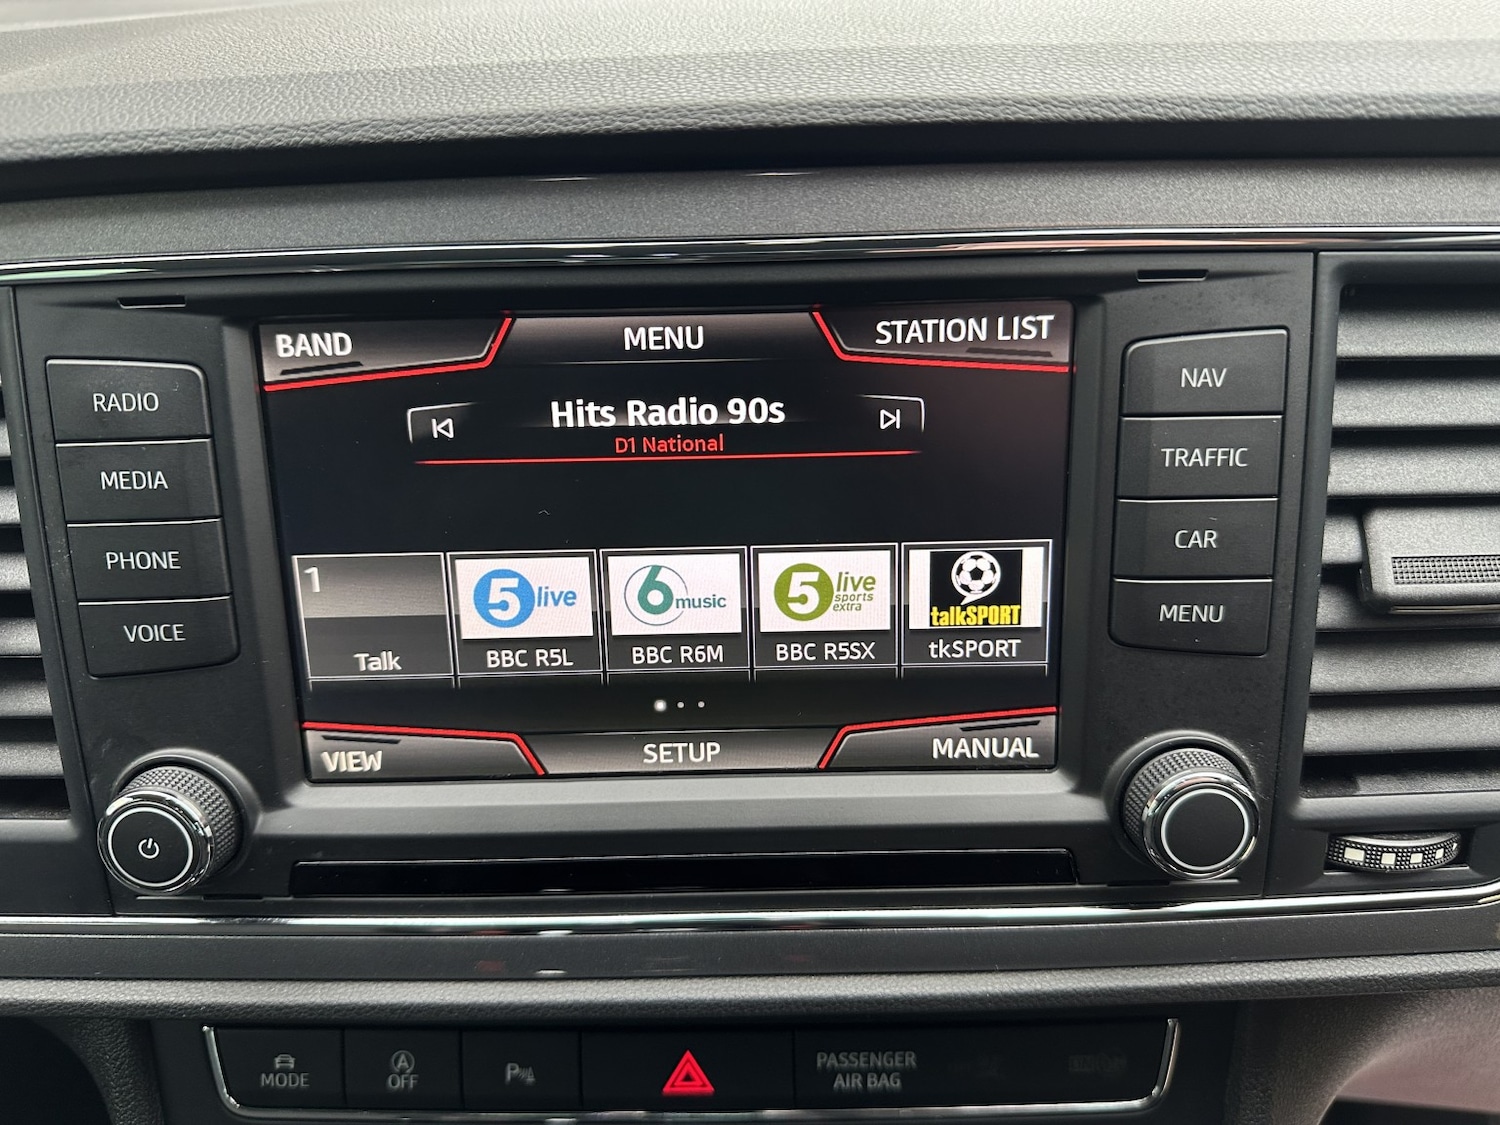 BAND
MENU
STATION LIST
Hits Radio 90s
D1 National
RADIO
MEDIA
PHONE
VOICE
NAV
TRAFFIC
CAR
MENU
1
Talk
5 live
BBC R5L
6 music
BBC R6M
5 live
sports
extra
BBC R5SX
talkSPORT
tkSPORT
VIEW
SETUP
MANUAL
MODE
A
OFF
P
PASSENGER
AIR BAG